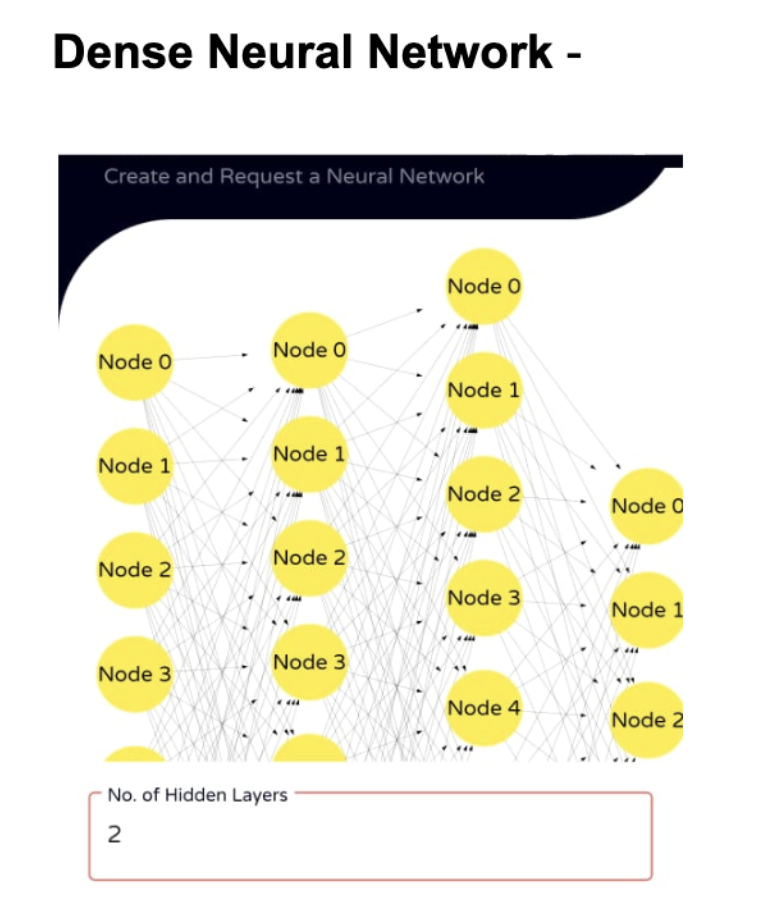 Dense Neural Network -
Create and Request a Neural Network
Node 0
Node 1
Node 2
Node 3
Node 0
Node 1
Node 2
Node 3
Node 0
Node 1
Node 2
Node 3
Node 4
Node 0
Node 1
Node 2
No. of Hidden Layers
2